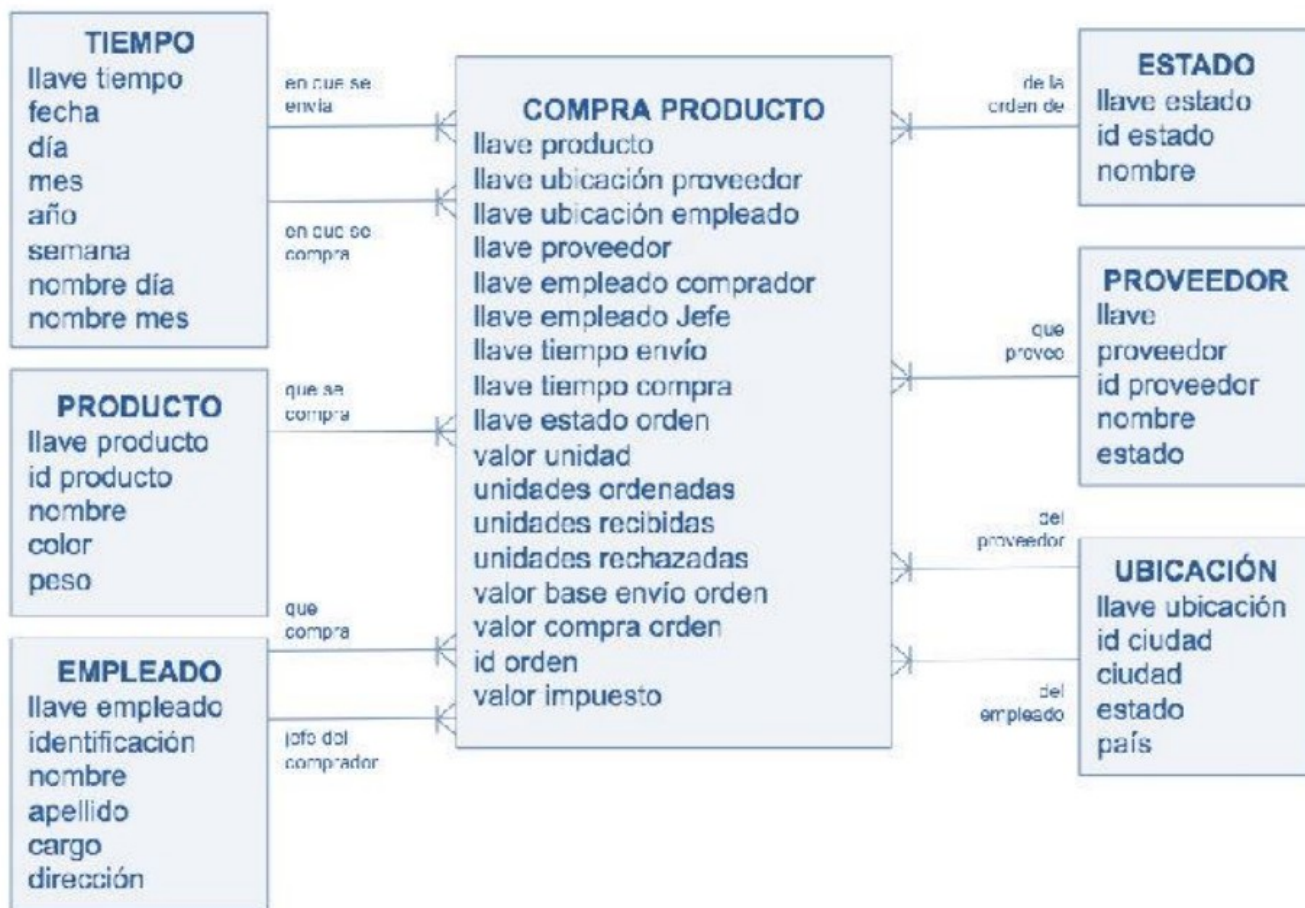 TIEMPO
llave tiempo
fecha
día
mes
año
semana
nombre día
nombre mes
en que se
envía
en que se
compra
PRODUCTO
llave producto
id producto
nombre
color
peso
que se
compra
EMPLEADO
llave empleado
identificación
nombre
apellido
cargo
dirección
que
compra
jefe del
comprador
COMPRA PRODUCTO
llave producto
llave ubicación proveedor
llave ubicación empleado
llave proveedor
llave empleado comprador
llave empleado Jefe
llave tiempo envío
llave tiempo compra
llave estado orden
valor unidad
unidades ordenadas
unidades recibidas
unidades rechazadas
valor base envío orden
valor compra orden
id orden
valor impuesto
de la
orden de
ESTADO
llave estado
id estado
nombre
que
provee
PROVEEDOR
llave
proveedor
id proveedor
nombre
estado
del
proveedor
UBICACIÓN
llave ubicación
id ciudad
ciudad
estado
país
del
empleado